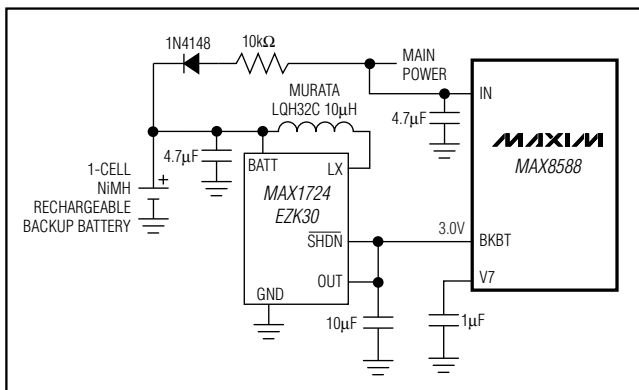 1N4148
10kΩ
MAIN
POWER
MURATA
LQH32C 10µH
IN
4.7µF
MAXIM
MAX8588
4.7µF
BATT
LX
1-CELL
NiMH
RECHARGEABLE
BACKUP BATTERY
+
MAX1724
EZK30
SHDN
3.0V
BKBT
OUT
V7
GND
10µF
1µF